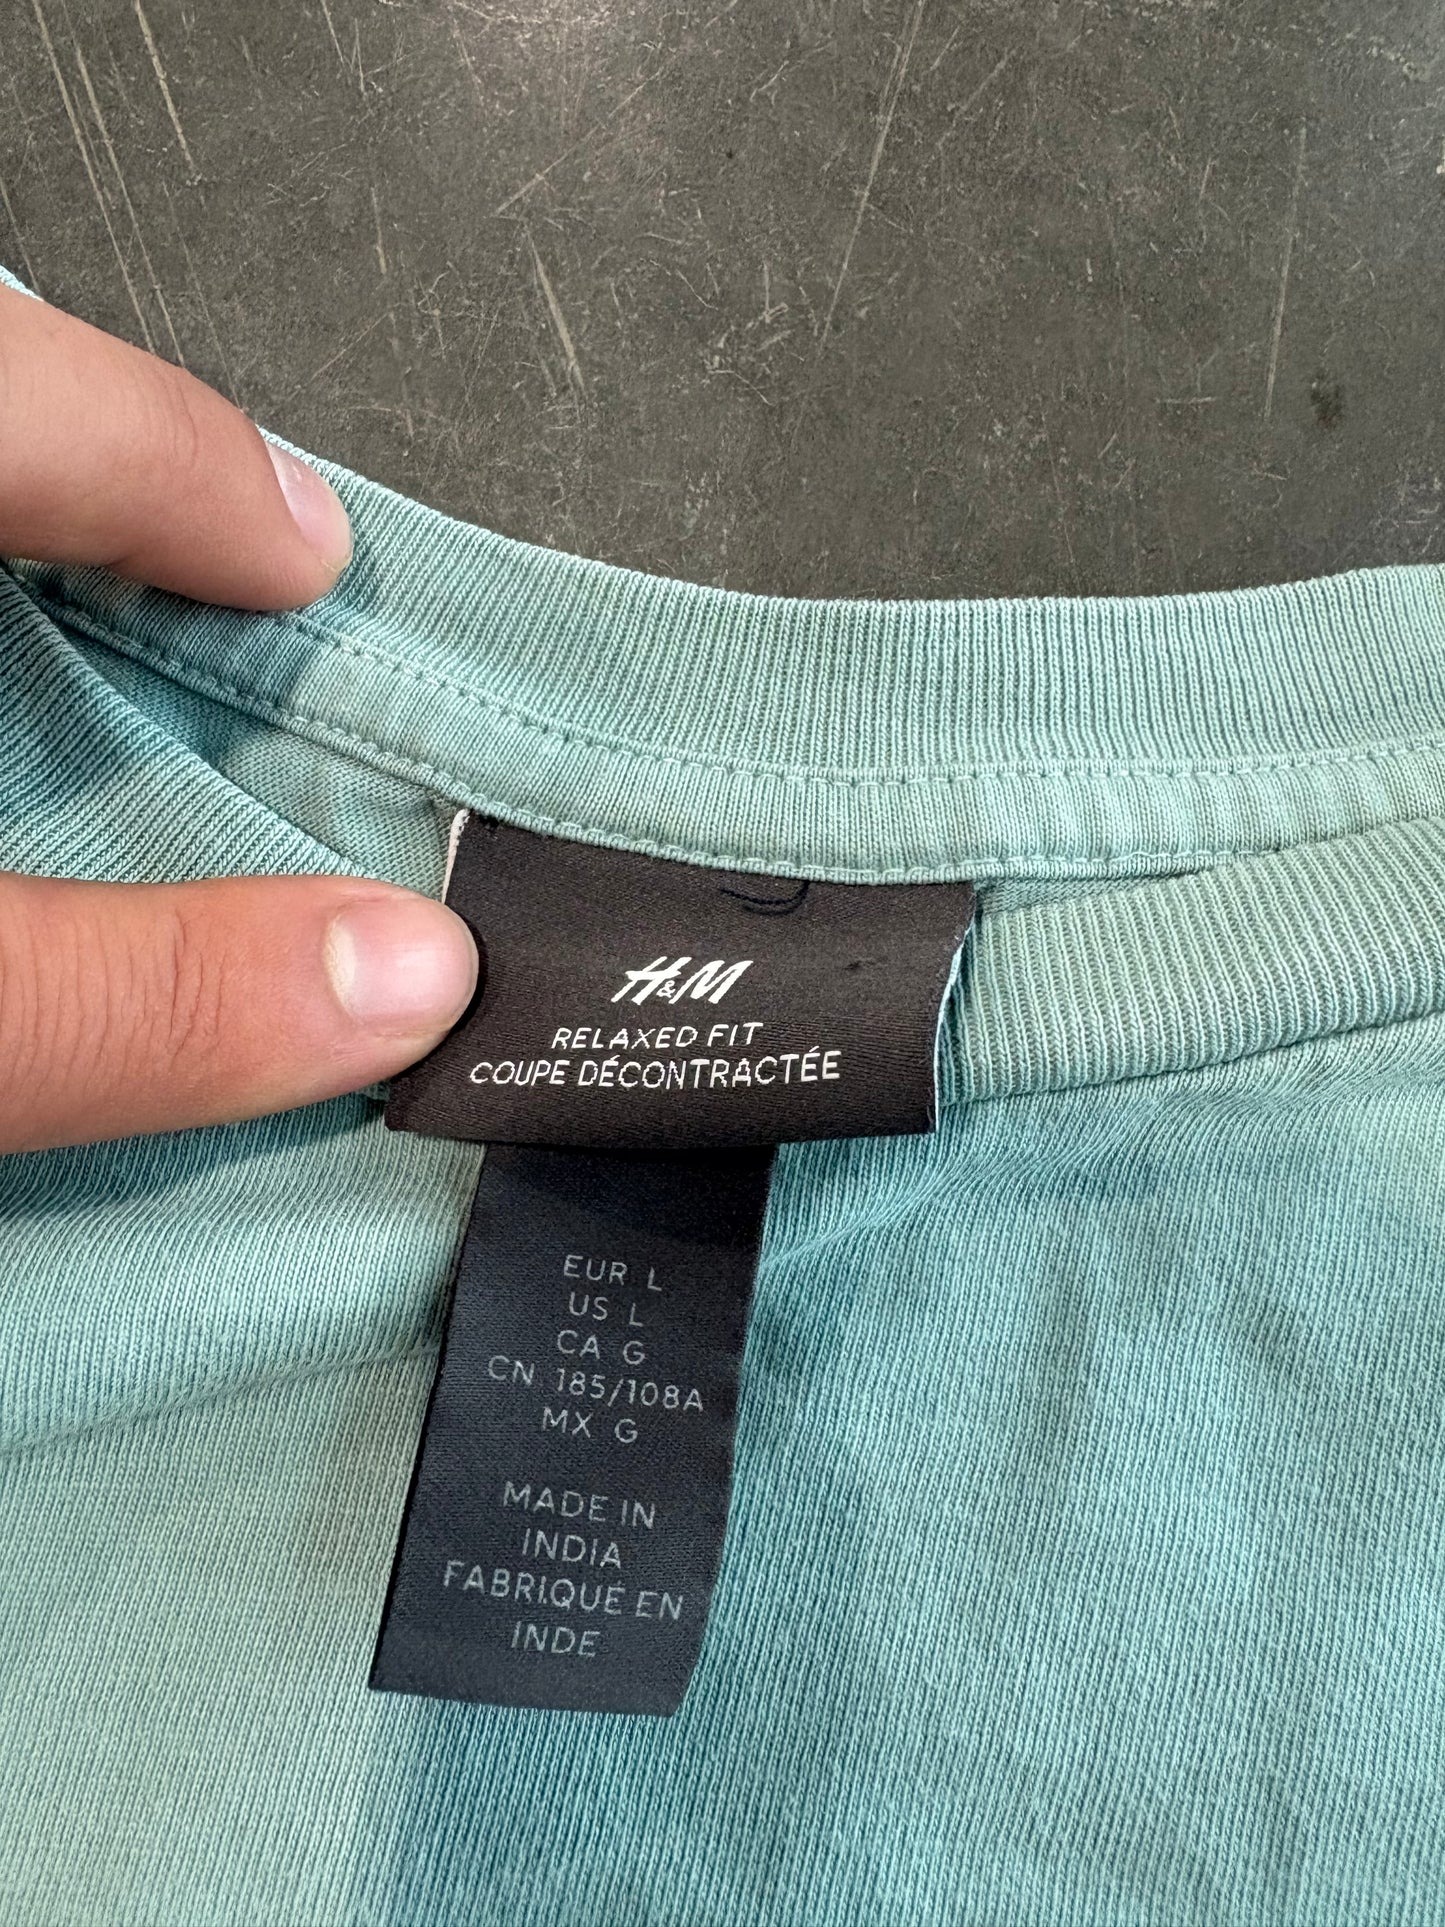 H&M
RELAXED FIT
COUPE DÉCONTRACTÉE
EUR L
US L
CA G
CN 185/108A
MX G
MADE IN
INDIA
FABRIQUÉ EN
INDE